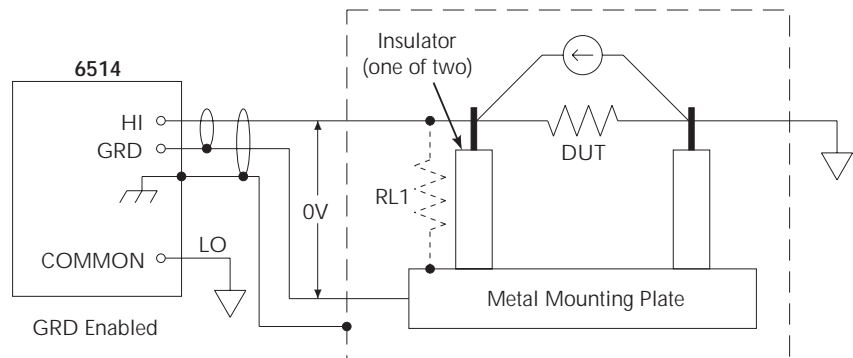 6514
HI
GRD
COMMON
LO
GRD Enabled
0V
Insulator
(one of two)
RL1
DUT
Metal Mounting Plate